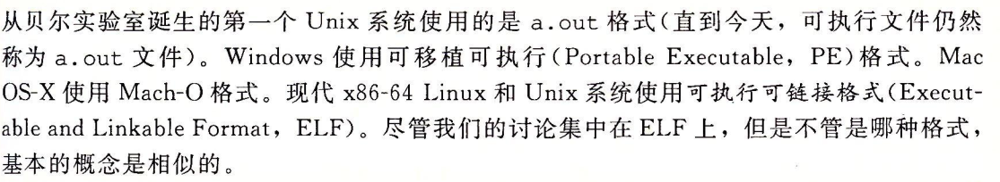 从贝尔实验室诞生的第一个 Unix 系统使用的是 a.out 格式(直到今天，可执行文件仍然
称为 a.out 文件)。Windows 使用可移植可执行(Portable Executable，PE)格式。Mac
OS-X 使用 Mach-O 格式。现代 x86-64 Linux 和 Unix 系统使用可执行可链接格式(Execut-
able and Linkable Format，ELF)。尽管我们的讨论集中在 ELF 上，但是不管是哪种格式，
基本的概念是相似的。